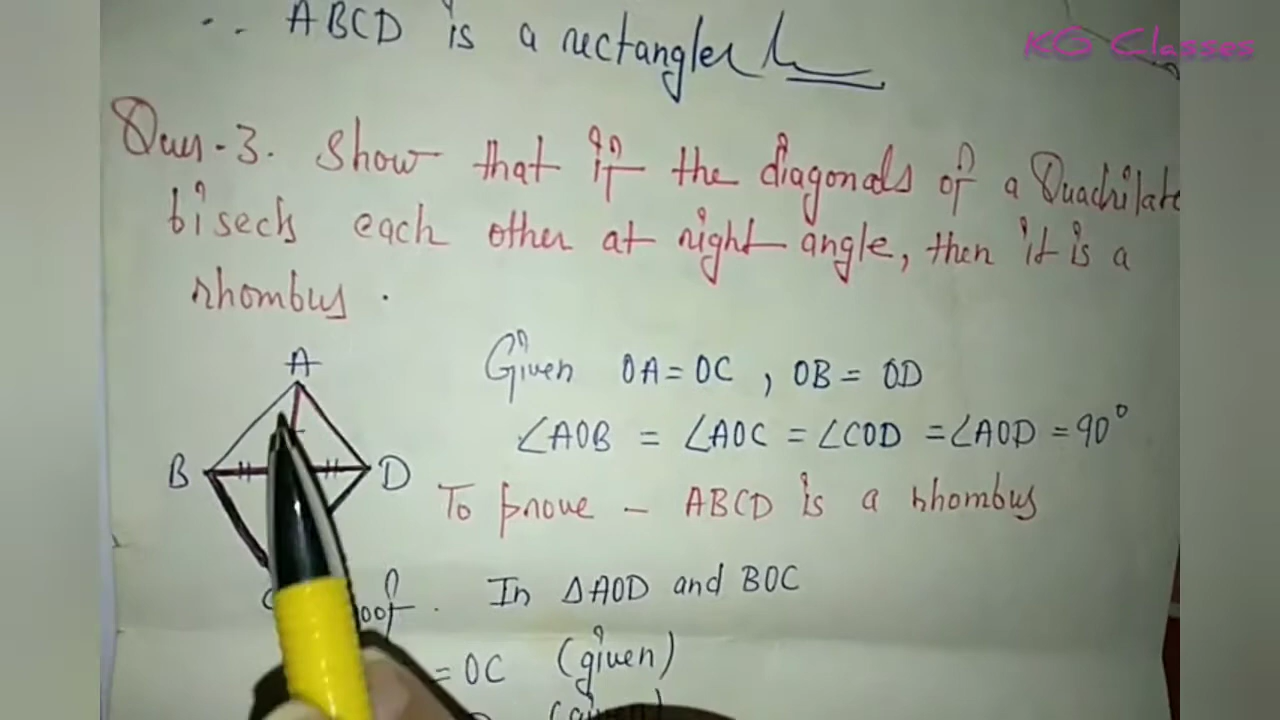 ∴ ABCD is a rectangler
KG Classes
Ques-3. Show that if the diagonals of a Quadrilate
bisects each other at right angle, then it is a
rhombus.
A
Given OA = OC, OB = OD
∠AOB = ∠AOC = ∠COD = ∠AOD = 90°
B D
To prove - ABCD is a rhombus
oof. In ΔAOD and BOC
= OC (given)